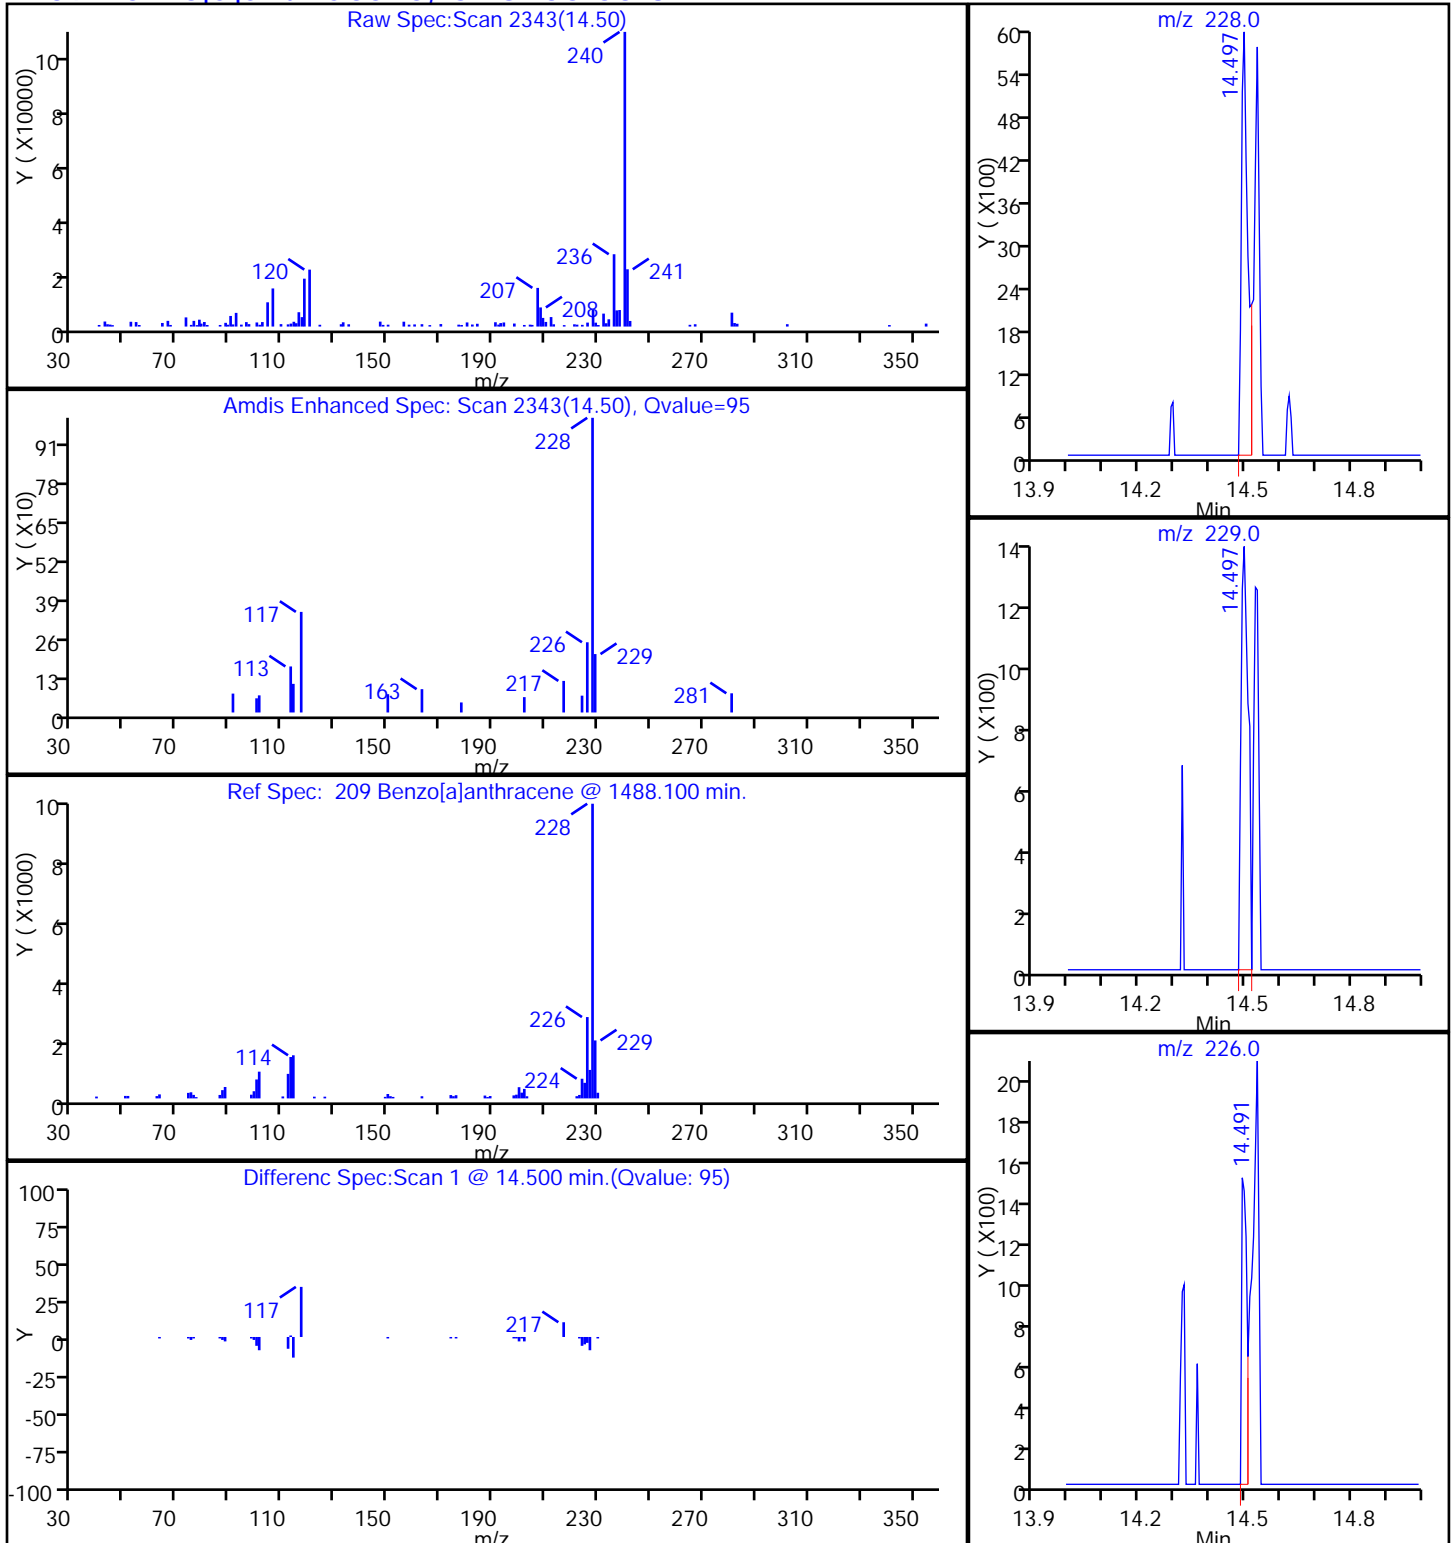 Raw Spec:Scan 2343(14.50)
Y ( X10000)
10
8
6
4
2
0
240
236
241
120
207
208
30 70 110 150 190 230 270 310 350
m/z
Amdis Enhanced Spec: Scan 2343(14.50), Qvalue=95
Y ( X10)
91
78
65
52
39
26
13
0
228
117
226
229
113
163
217
281
30 70 110 150 190 230 270 310 350
m/z
Ref Spec: 209 Benzo[a]anthracene @ 1488.100 min.
Y ( X1000)
10
8
6
4
2
0
228
226
229
114
224
30 70 110 150 190 230 270 310 350
m/z
Differenc Spec:Scan 1 @ 14.500 min.(Qvalue: 95)
Y
100
75
50
25
0
-25
-50
-75
-100
117
217
30 70 110 150 190 230 270 310 350
m/z
m/z 228.0
Y ( X100)
60
54
48
42
36
30
24
18
12
6
0
14.497
13.9 14.2 14.5 14.8
Min
m/z 229.0
Y ( X100)
14
12
10
8
6
4
2
0
14.497
13.9 14.2 14.5 14.8
Min
m/z 226.0
Y ( X100)
20
18
16
14
12
10
8
6
4
2
0
14.491
13.9 14.2 14.5 14.8
Min